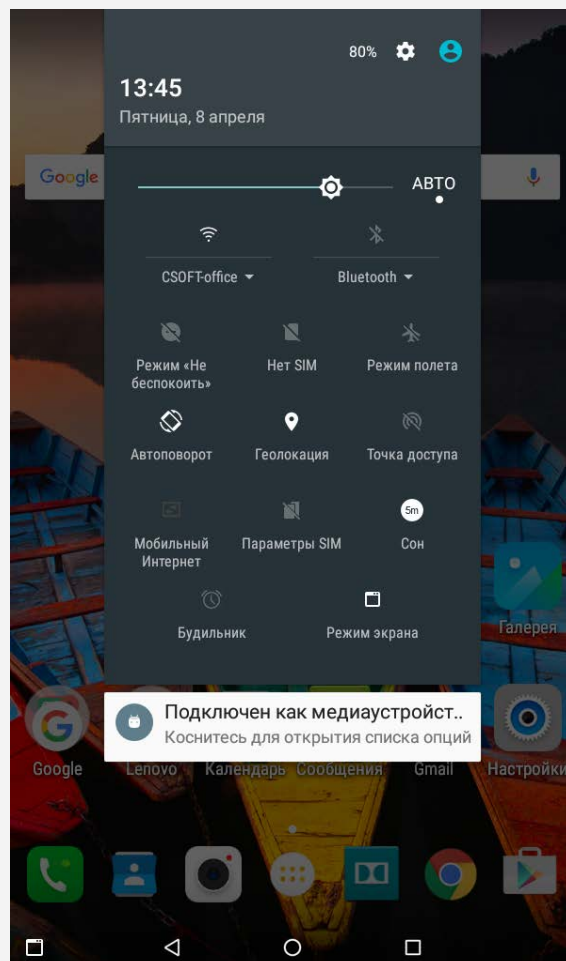 80%
13:45
Пятница, 8 апреля
Google
АВТО
CSOFT-office
Bluetooth
Режим «Не
беспокоить»
Нет SIM
Режим полета
Автоповорот
Геолокация
Точка доступа
5m
Мобильный
Интернет
Параметры SIM
Сон
Будильник
Режим экрана
Галерея
Подключен как медиаустройст..
Коснитесь для открытия списка опций
Google
Lenovo
Календарь
Сообщения
Gmail
Настройки